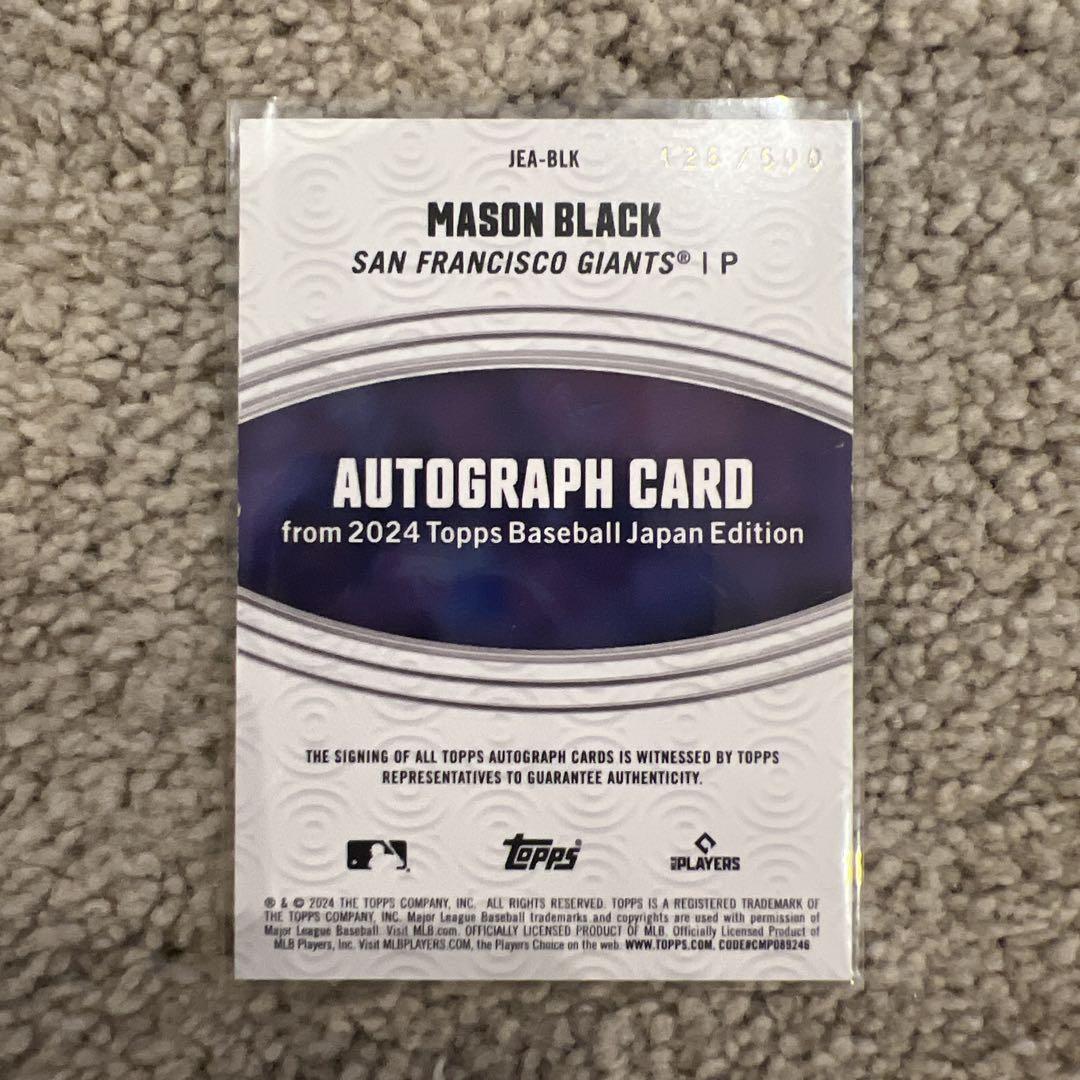 JEA-BLK
126/500
MASON BLACK
SAN FRANCISCO GIANTS® | P
AUTOGRAPH CARD
from 2024 Topps Baseball Japan Edition
THE SIGNING OF ALL TOPPS AUTOGRAPH CARDS IS WITNESSED BY TOPPS
REPRESENTATIVES TO GUARANTEE AUTHENTICITY.
topps
MLB PLAYERS
® & © 2024 THE TOPPS COMPANY, INC. ALL RIGHTS RESERVED. TOPPS IS A REGISTERED TRADEMARK OF
THE TOPPS COMPANY, INC. Major League Baseball trademarks and copyrights are used with permission of
Major League Baseball. Visit MLB.com. OFFICIALLY LICENSED PRODUCT OF MLB. Officially Licensed Product of
MLB Players, Inc. Visit MLBPLAYERS.COM, the Players Choice on the web. WWW.TOPPS.COM. CODE#CMP089246